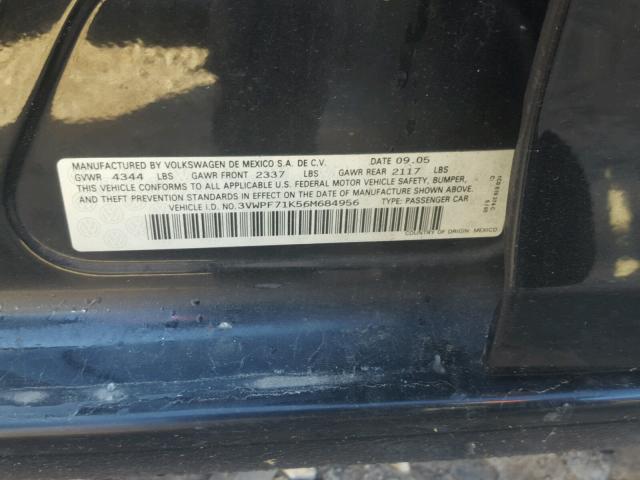 MANUFACTURED BY VOLKSWAGEN DE MEXICO S.A. DE C.V. DATE 09.05
GVWR 4344 LBS GAWR FRONT 2337 LBS GAWR REAR 2117 LBS
THIS VEHICLE CONFORMS TO ALL APPLICABLE U.S. FEDERAL MOTOR VEHICLE SAFETY, BUMPER,
AND THEFT PREVENTION STANDARDS IN EFFECT ON THE DATE OF MANUFACTURE SHOWN ABOVE.
VEHICLE I.D. NO.3VWPF71K56M684956 TYPE: PASSENGER CAR
COUNTRY OF ORIGIN: MEXICO